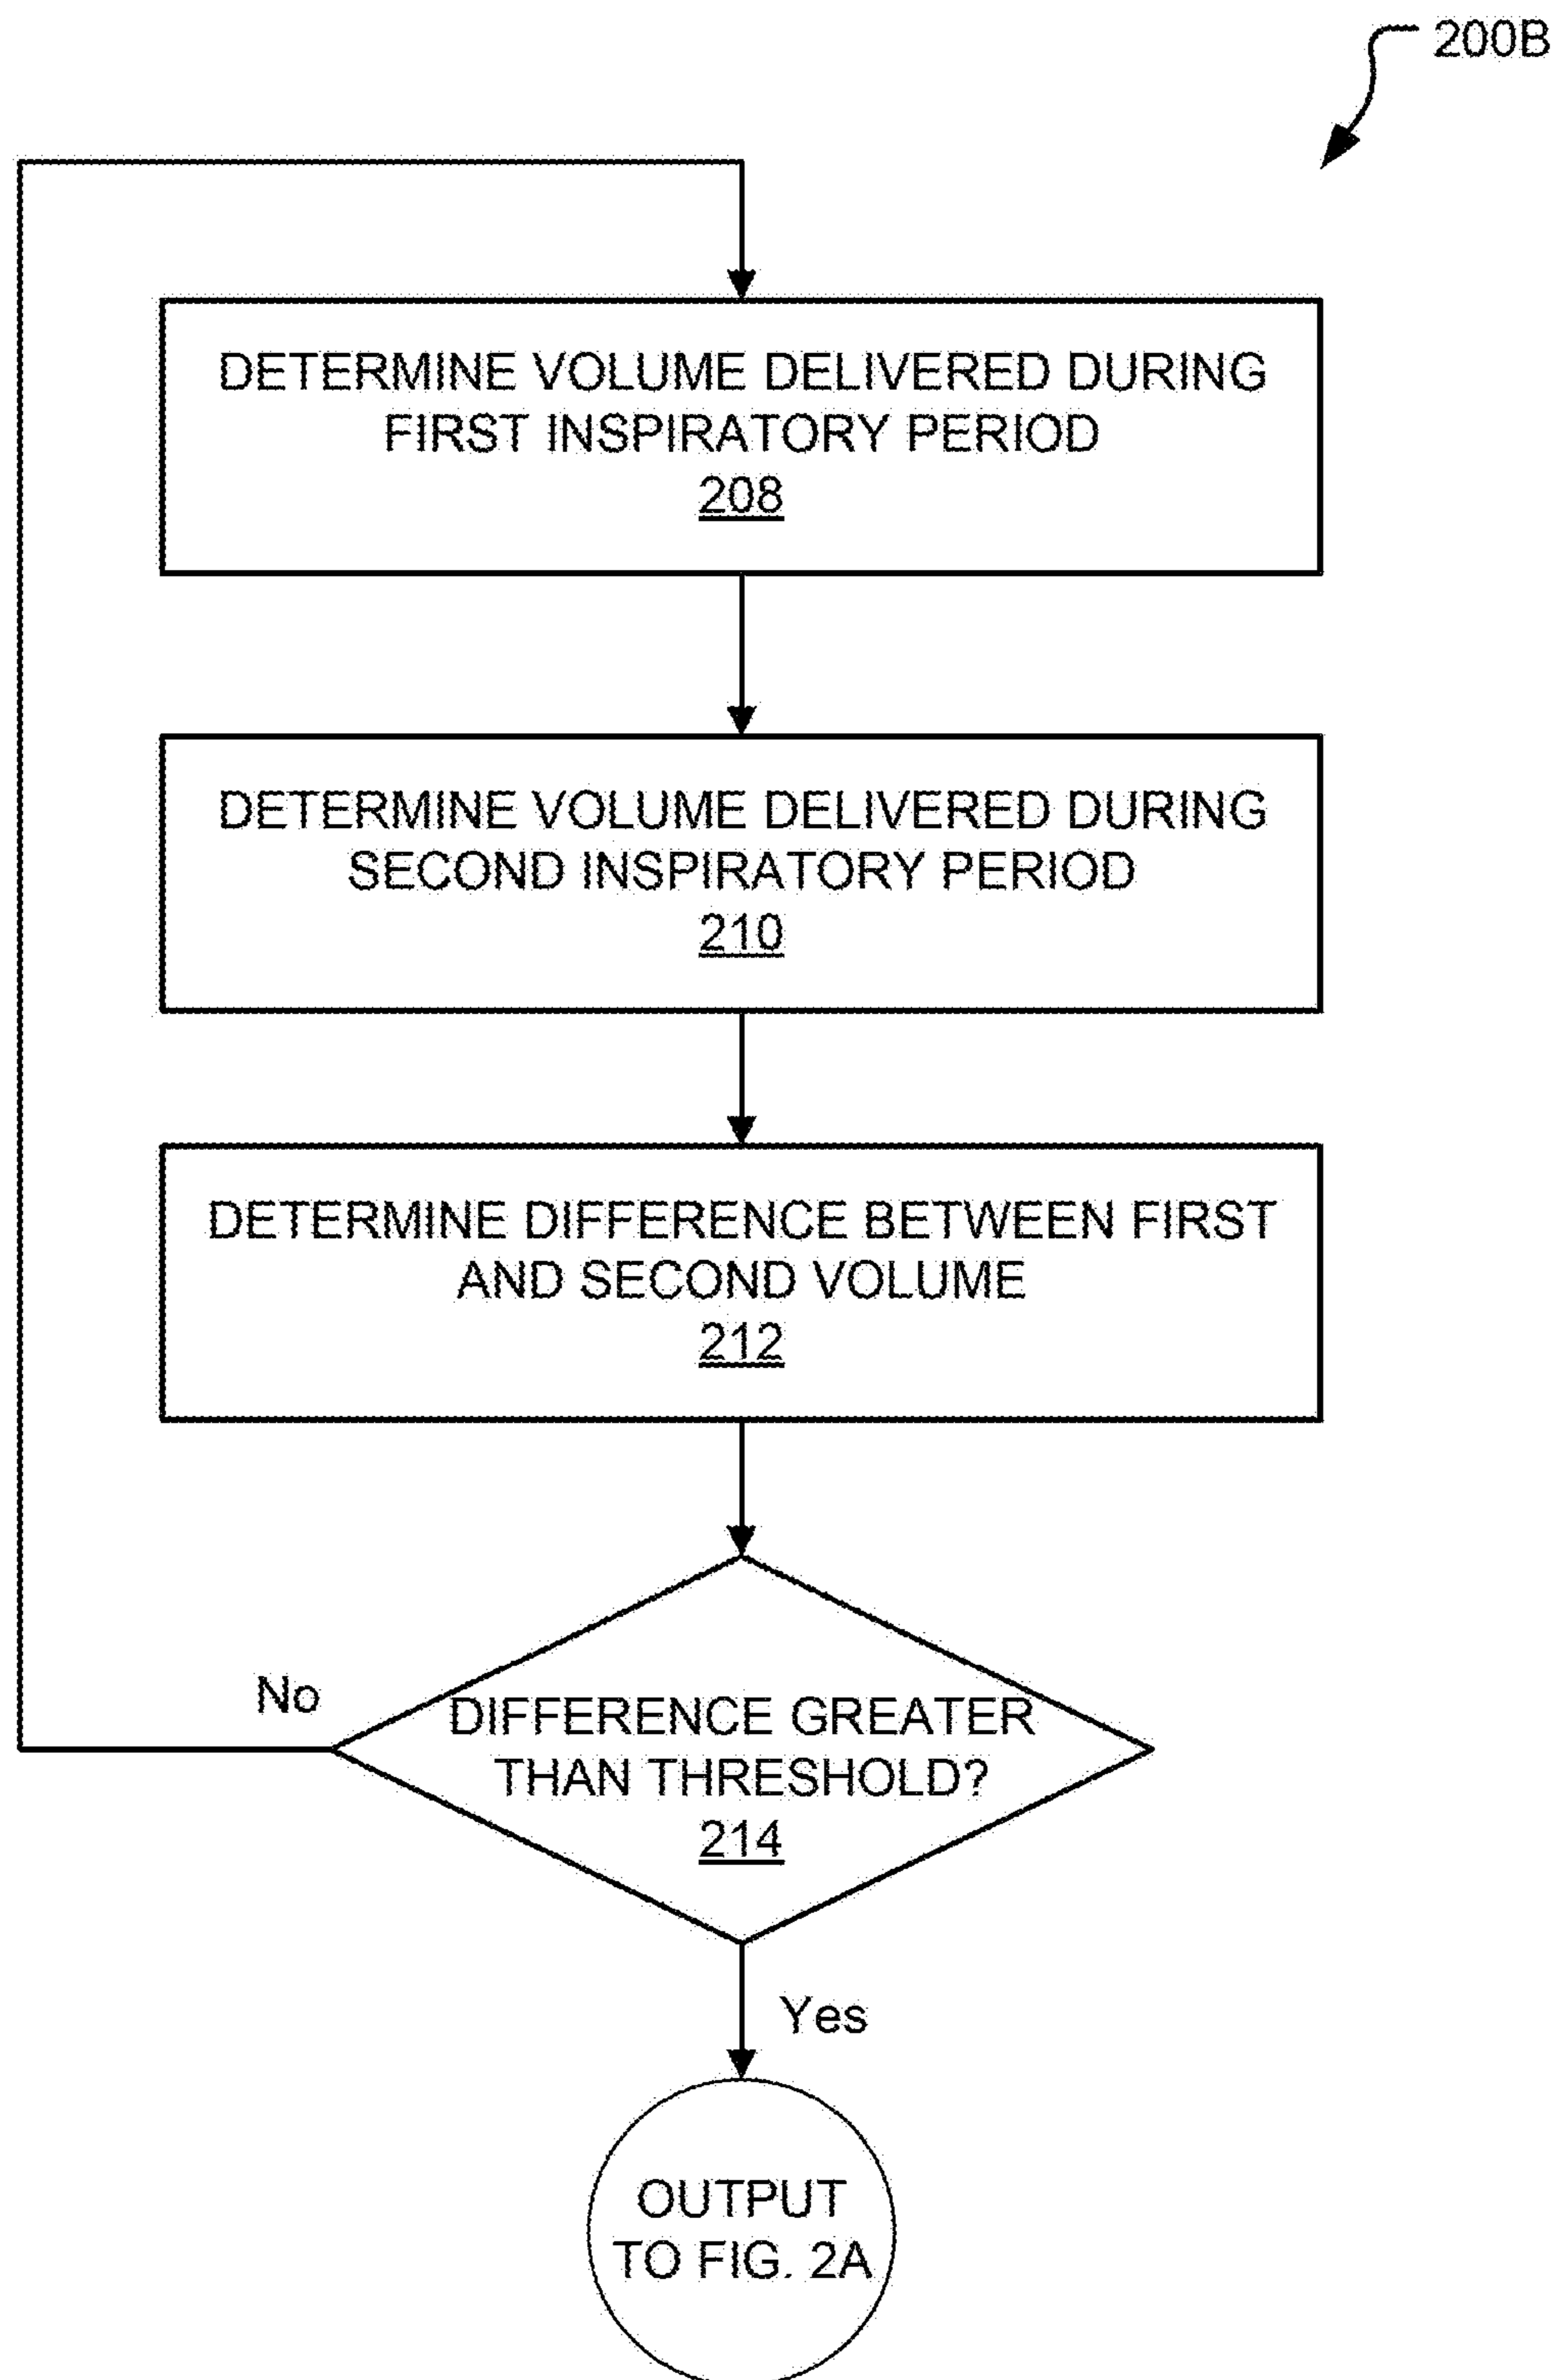 200B
DETERMINE VOLUME DELIVERED DURING
FIRST INSPIRATORY PERIOD
208
DETERMINE VOLUME DELIVERED DURING
SECOND INSPIRATORY PERIOD
210
DETERMINE DIFFERENCE BETWEEN FIRST
AND SECOND VOLUME
212
No
DIFFERENCE GREATER
THAN THRESHOLD?
214
Yes
OUTPUT
TO FIG. 2A